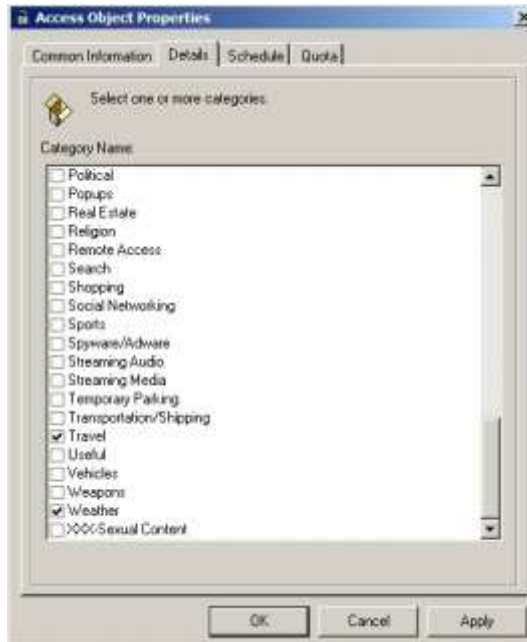 Access Object Properties
Common Information Details Schedule Quota
Select one or more categories.
Category Name:
Political
Popups
Real Estate
Religion
Remote Access
Search
Shopping
Social Networking
Sports
Spyware/Adware
Streaming Audio
Streaming Media
Temporary Parking
Transportation/Shipping
Travel
Useful
Vehicles
Weapons
Weather
XXX-Sexual Content
OK Cancel Apply